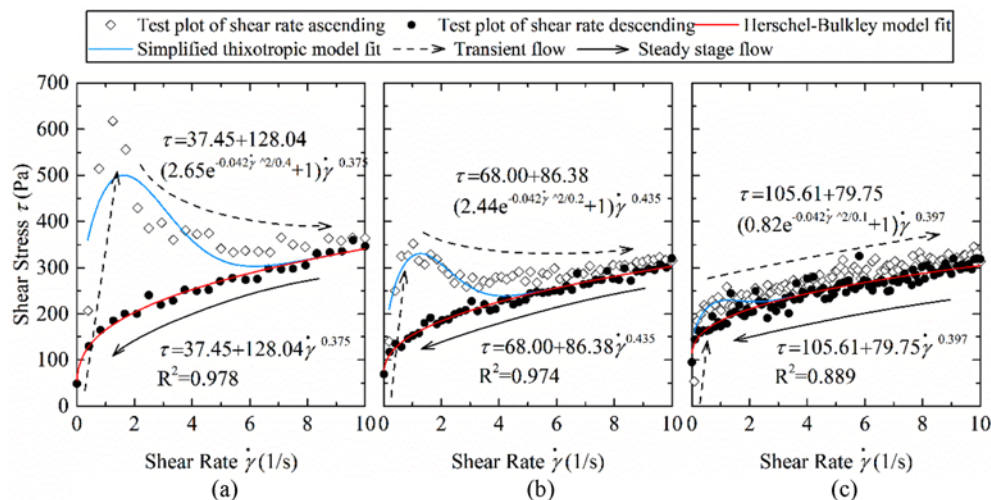 Test plot of shear rate ascending Test plot of shear rate descending Herschel-Bulkley model fit
Simplified thixotropic model fit Transient flow Steady stage flow
Shear Stress τ (Pa)
700
600
500
400
300
200
100
0
τ=37.45+128.04
(2.65e^-0.042γ̇^2/0.4+1)γ̇^0.375
τ=37.45+128.04γ̇^0.375
R²=0.978
0 2 4 6 8 10
Shear Rate γ̇ (1/s)
(a)
τ=68.00+86.38
(2.44e^-0.042γ̇^2/0.2+1)γ̇^0.435
τ=68.00+86.38γ̇^0.435
R²=0.974
0 2 4 6 8 10
Shear Rate γ̇ (1/s)
(b)
τ=105.61+79.75
(0.82e^-0.042γ̇^2/0.1+1)γ̇^0.397
τ=105.61+79.75γ̇^0.397
R²=0.889
0 2 4 6 8 10
Shear Rate γ̇ (1/s)
(c)